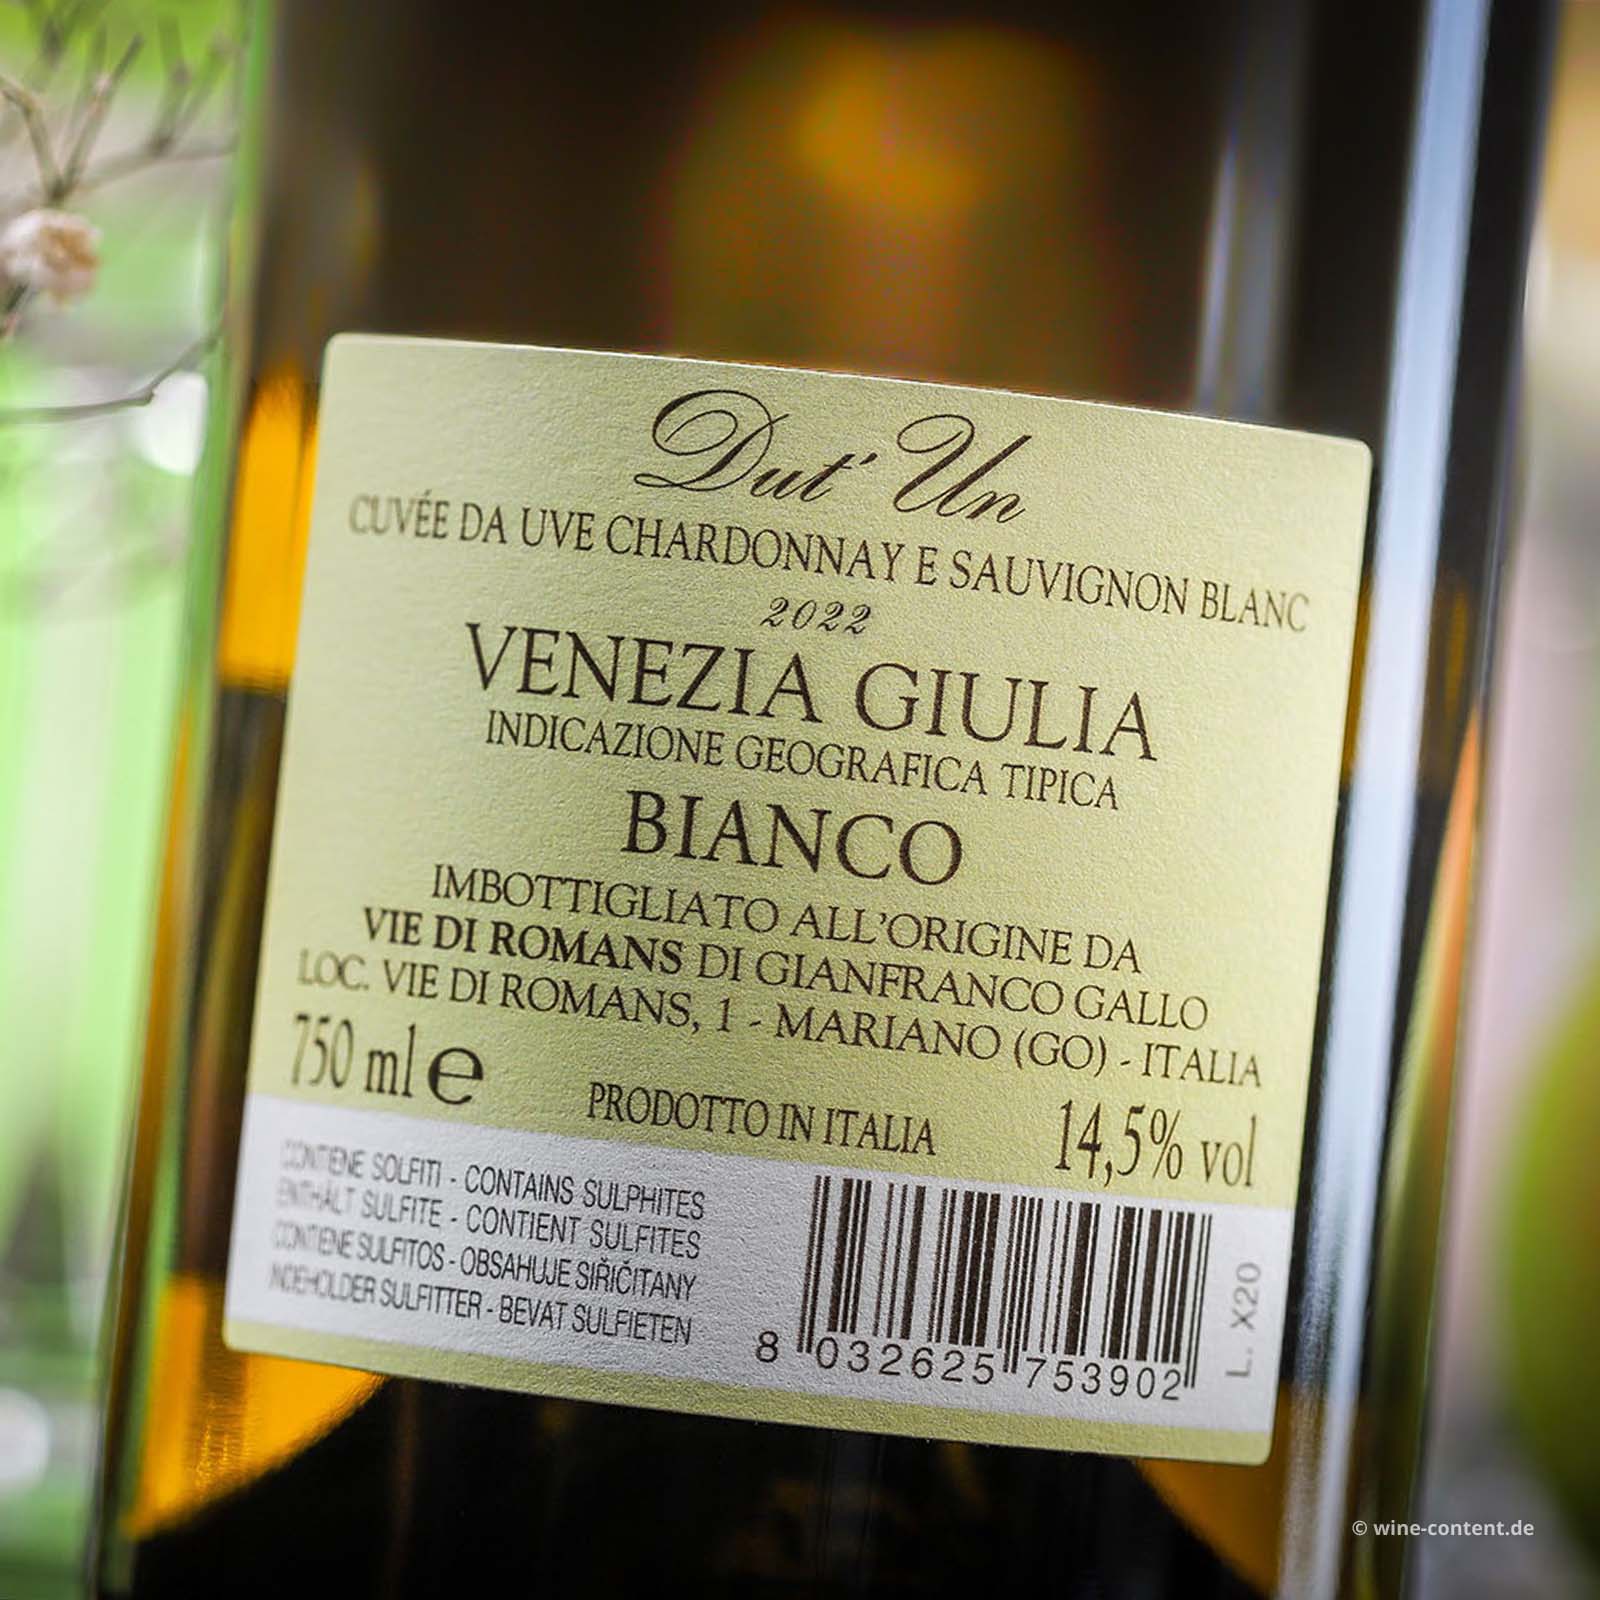 Dut' Un
CUVÉE DA UVE CHARDONNAY E SAUVIGNON BLANC
2022
VENEZIA GIULIA
INDICAZIONE GEOGRAFICA TIPICA
BIANCO
IMBOTTIGLIATO ALL'ORIGINE DA
VIE DI ROMANS DI GIANFRANCO GALLO
LOC. VIE DI ROMANS, 1 - MARIANO (GO) - ITALIA
750 ml e
PRODOTTO IN ITALIA
14,5% vol
CONTIENE SOLFITI - CONTAINS SULPHITES
ENTHÄLT SULFITE - CONTIENT SULFITES
CONTIENE SULFITOS - OBSAHUJE SIŘIČITANY
INDEHOLDER SULFITTER - BEVAT SULFIETEN
8 032625 753902
L. X20
© wine-content.de